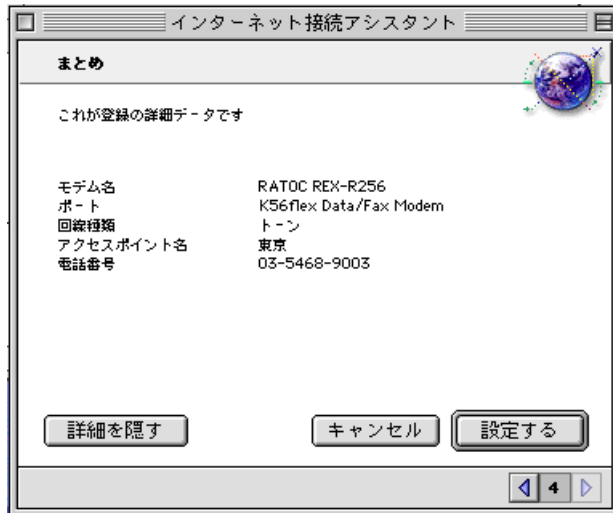 インターネット接続アシスタント
まとめ
これが登録の詳細データです
モデム名 RATOC REX-R256
ポート K56flex Data/Fax Modem
回線種類 トーン
アクセスポイント名 東京
電話番号 03-5468-9003
詳細を隠す キャンセル 設定する
4